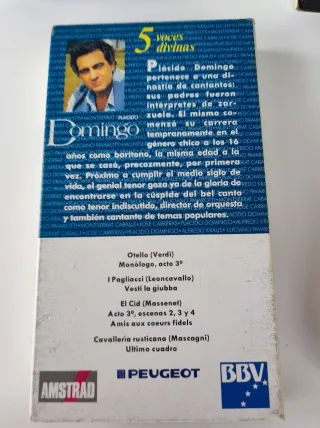 5 voces
divinas
Plácido Domingo
pertenece a una di-
nastía de cantantes;
sus padres fueron
intérpretes de zar-
zuela. El mismo co-
menzó su carrera
tempranamente en el
género chico a los 16
años como barítono, la misma edad a la
que se casó, precozmente, por primera
vez. Próximo a cumplir el medio siglo de
vida, el genial tenor goza ya de la gloria de
encontrarse en la cúspide del bel canto
como tenor indiscutido, director de orquesta
y también cantante de temas populares.
PLACIDO
Domingo
Otello (Verdi)
Monólogo, acto 3º
I Pagliacci (Leoncavallo)
Vesti la giubba
El Cid (Massenet)
Acto 3º, escenas 2, 3 y 4
Amis aux coeurs fidels
Cavalleria rusticana (Mascagni)
Ultimo cuadro
AMSTRAD
PEUGEOT
BBV